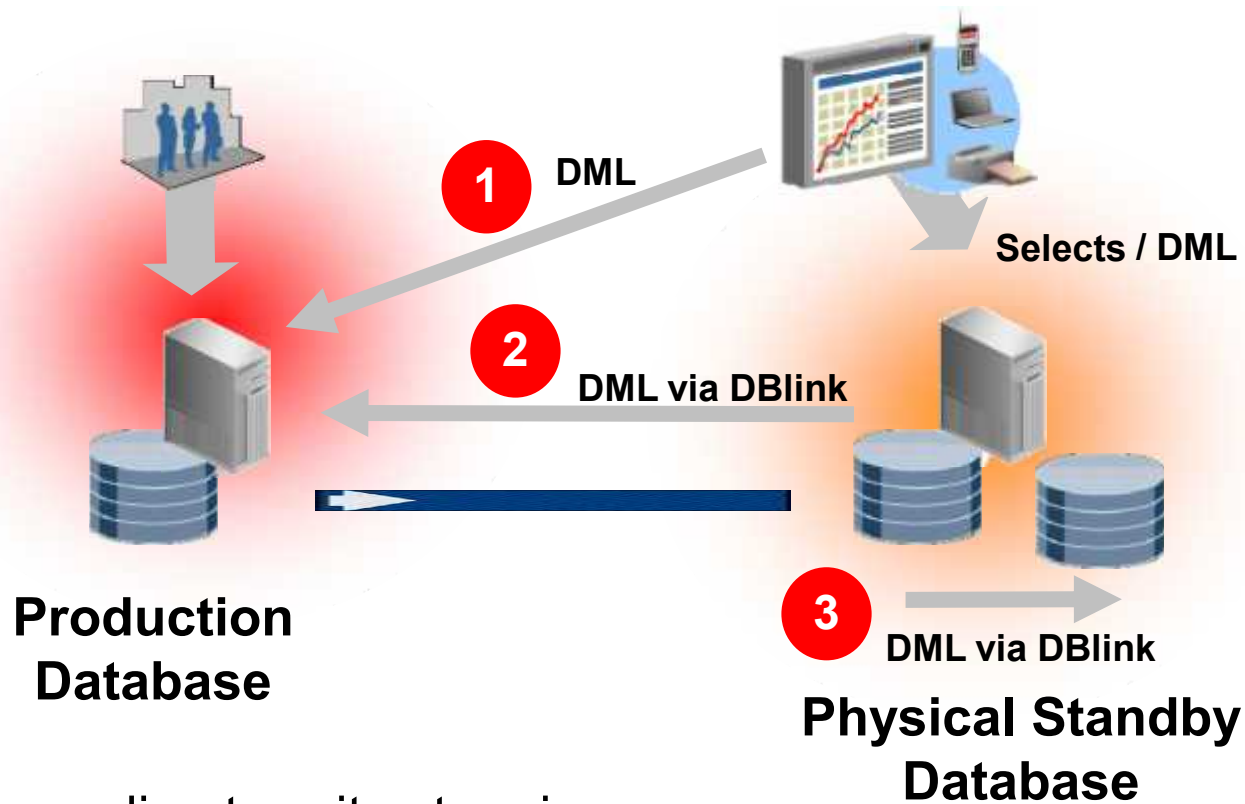 1
DML
Selects / DML
2
DML via DBlink
3
DML via DBlink
Production
Database
Physical Standby
Database